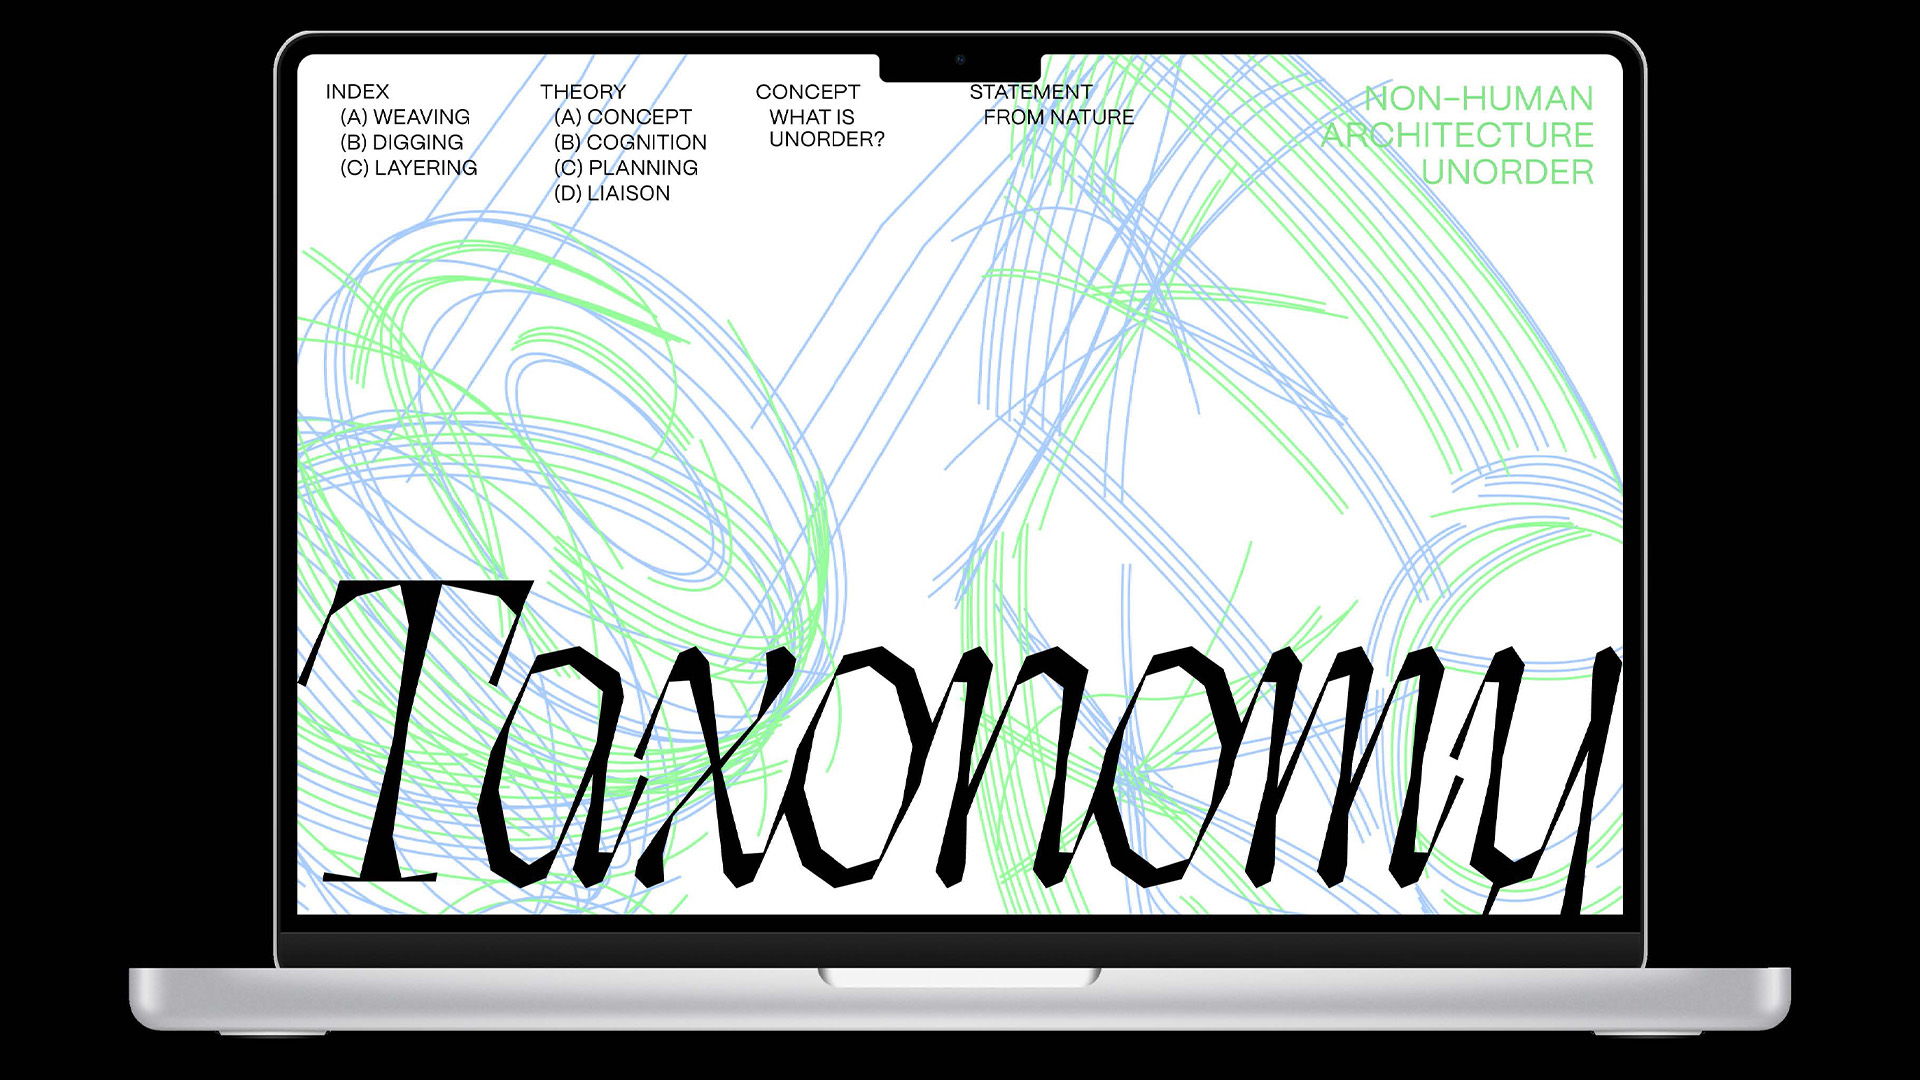 INDEX
(A) WEAVING
(B) DIGGING
(C) LAYERING
THEORY
(A) CONCEPT
(B) COGNITION
(C) PLANNING
(D) LIAISON
CONCEPT
WHAT IS
UNORDER?
STATEMENT
FROM NATURE
NON–HUMAN
ARCHITECTURE
UNORDER
Taxonomy